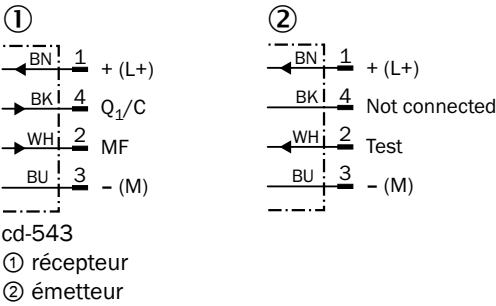 ①
BN 1 + (L+)
BK 4 Q1/C
WH 2 MF
BU 3 − (M)
②
BN 1 + (L+)
BK 4 Not connected
WH 2 Test
BU 3 − (M)
cd-543
① récepteur
② émetteur